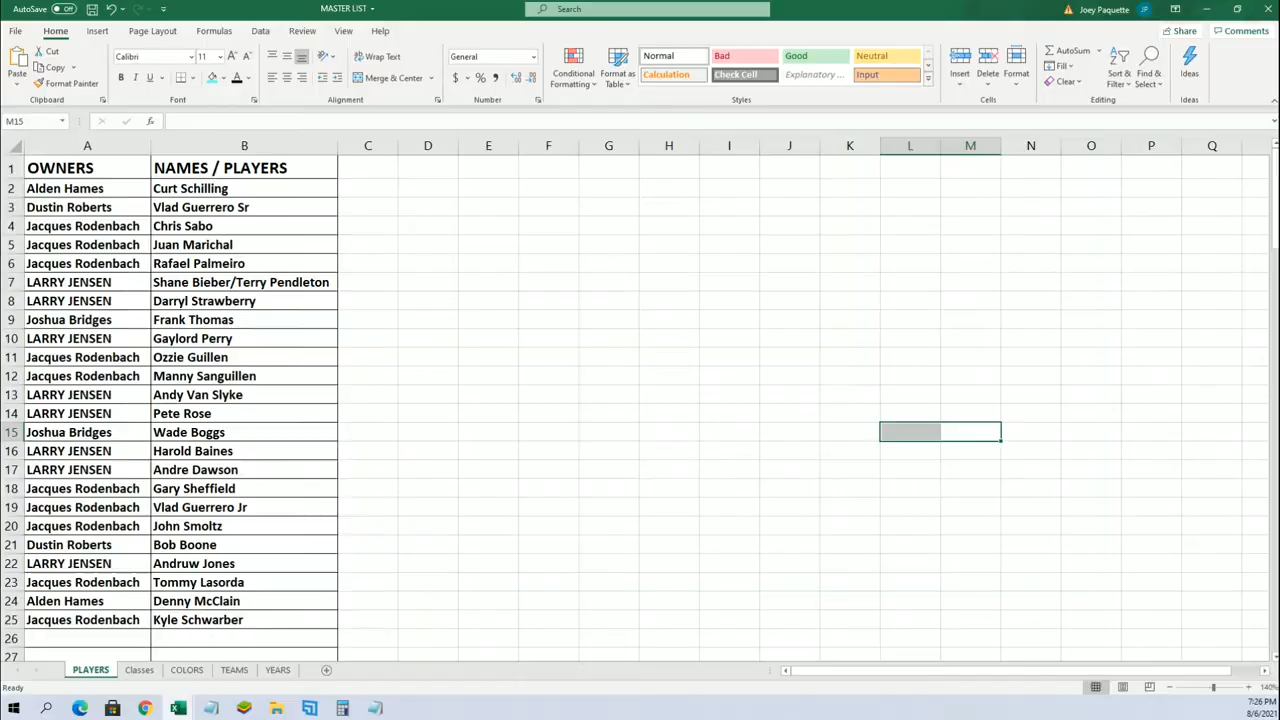 AutoSave Off MASTER LIST Search Joey Paquette JP
File Home Insert Page Layout Formulas Data Review View Help Share Comments
Paste Cut Copy Format Painter Clipboard
Calibri 11 A A B I U A Font
Wrap Text Merge & Center Alignment
General $ % Number
Conditional Formatting Format as Table
Normal Bad Good Neutral
Calculation Check Cell Explanatory ... Input
Styles
Insert Delete Format Cells
AutoSum Fill Clear Sort & Filter Find & Select Editing
Ideas Ideas
M15 fx
A B C D E F G H I J K L M N O P Q
1 OWNERS NAMES / PLAYERS
2 Alden Hames Curt Schilling
3 Dustin Roberts Vlad Guerrero Sr
4 Jacques Rodenbach Chris Sabo
5 Jacques Rodenbach Juan Marichal
6 Jacques Rodenbach Rafael Palmeiro
7 LARRY JENSEN Shane Bieber/Terry Pendleton
8 LARRY JENSEN Darryl Strawberry
9 Joshua Bridges Frank Thomas
10 LARRY JENSEN Gaylord Perry
11 Jacques Rodenbach Ozzie Guillen
12 Jacques Rodenbach Manny Sanguillen
13 LARRY JENSEN Andy Van Slyke
14 LARRY JENSEN Pete Rose
15 Joshua Bridges Wade Boggs
16 LARRY JENSEN Harold Baines
17 LARRY JENSEN Andre Dawson
18 Jacques Rodenbach Gary Sheffield
19 Jacques Rodenbach Vlad Guerrero Jr
20 Jacques Rodenbach John Smoltz
21 Dustin Roberts Bob Boone
22 LARRY JENSEN Andruw Jones
23 Jacques Rodenbach Tommy Lasorda
24 Alden Hames Denny McClain
25 Jacques Rodenbach Kyle Schwarber
26
27
PLAYERS Classes COLORS TEAMS YEARS
Ready 140%
7:26 PM
8/6/2021